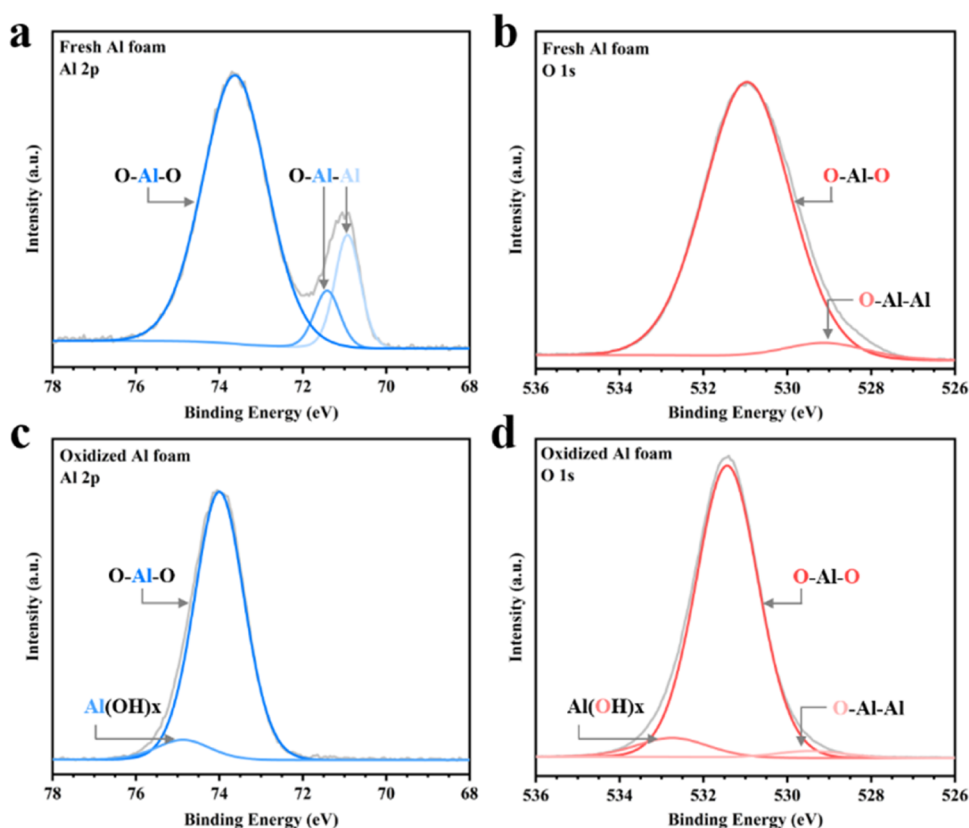 a
Fresh Al foam
Al 2p
O-Al-O
O-Al-Al
Intensity (a.u.)
78 76 74 72 70 68
Binding Energy (eV)
b
Fresh Al foam
O 1s
O-Al-O
O-Al-Al
Intensity (a.u.)
536 534 532 530 528 526
Binding Energy (eV)
c
Oxidized Al foam
Al 2p
O-Al-O
Al(OH)x
Intensity (a.u.)
78 76 74 72 70 68
Binding Energy (eV)
d
Oxidized Al foam
O 1s
O-Al-O
Al(OH)x
O-Al-Al
Intensity (a.u.)
536 534 532 530 528 526
Binding Energy (eV)